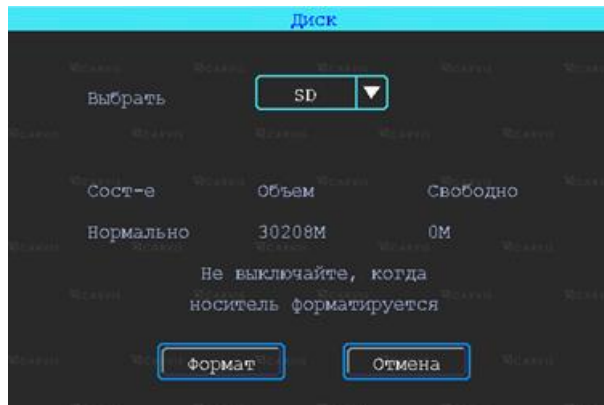 Диск
Выбрать SD
Сост-е Объем Свободно
Нормально 30208M 0M
Не выключайте, когда
носитель форматируется
Формат Отмена